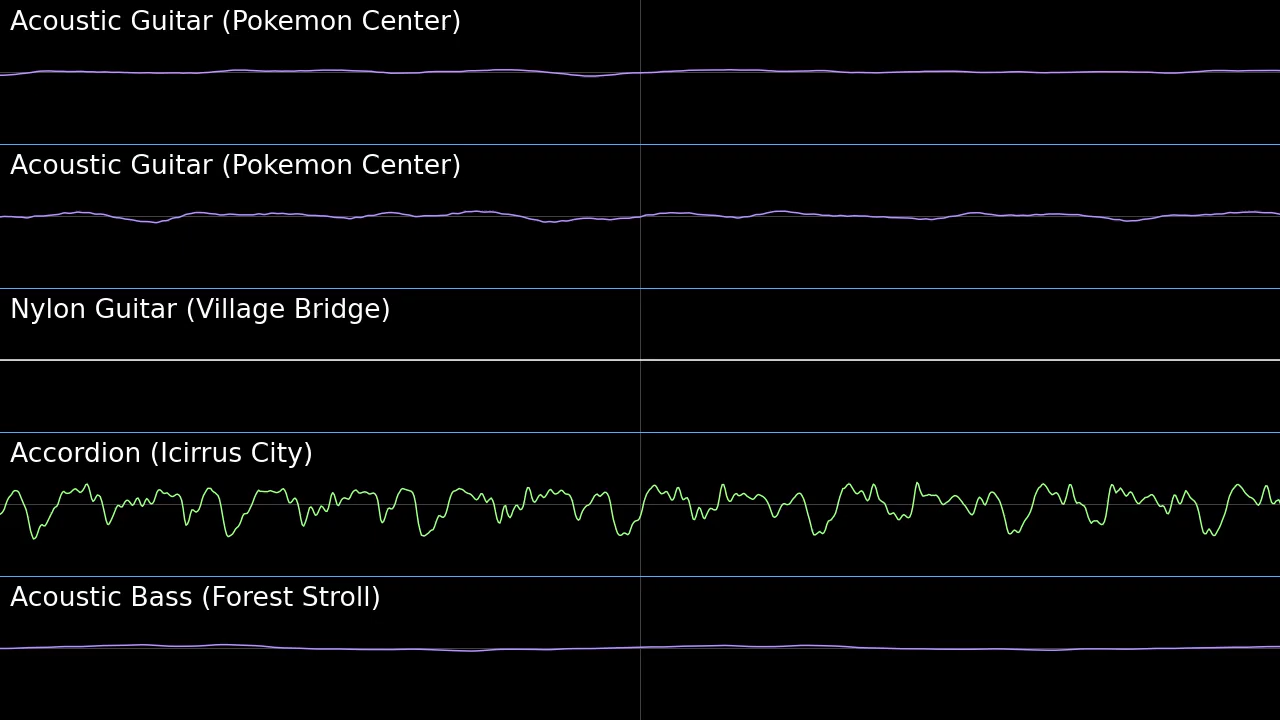 Acoustic Guitar (Pokemon Center)
Acoustic Guitar (Pokemon Center)
Nylon Guitar (Village Bridge)
Accordion (Icirrus City)
Acoustic Bass (Forest Stroll)